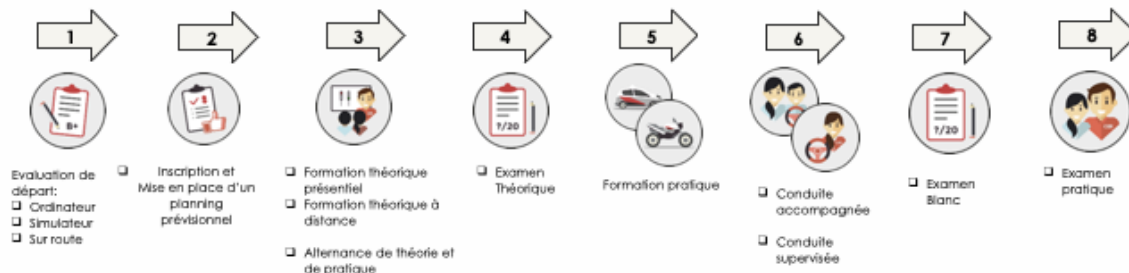 1
2
3
4
5
6
7
8
B+
?/20
?/20
Evaluation de
départ:
❑ Ordinateur
❑ Simulateur
❑ Sur route
❑ Inscription et
Mise en place d'un
planning
prévisionnel
❑ Formation théorique
présentiel
❑ Formation théorique à
distance
❑ Alternance de théorie et
de pratique
❑ Examen
Théorique
Formation pratique
❑ Conduite
accompagnée
❑ Conduite
supervisée
❑ Examen
Blanc
❑ Examen
pratique